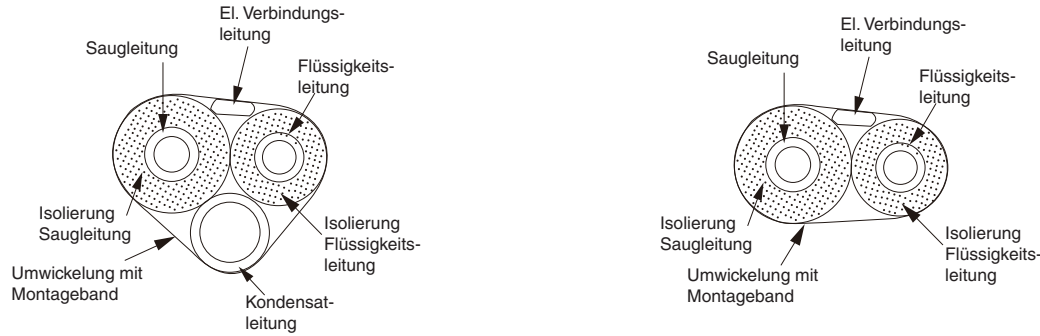 El. Verbindungs-
leitung
Saugleitung
Flüssigkeits-
leitung
Isolierung
Saugleitung
Isolierung
Flüssigkeits-
leitung
Umwickelung mit
Montageband
Kondensat-
leitung
El. Verbindungs-
leitung
Saugleitung
Flüssigkeits-
leitung
Isolierung
Saugleitung
Isolierung
Flüssigkeits-
leitung
Umwickelung mit
Montageband